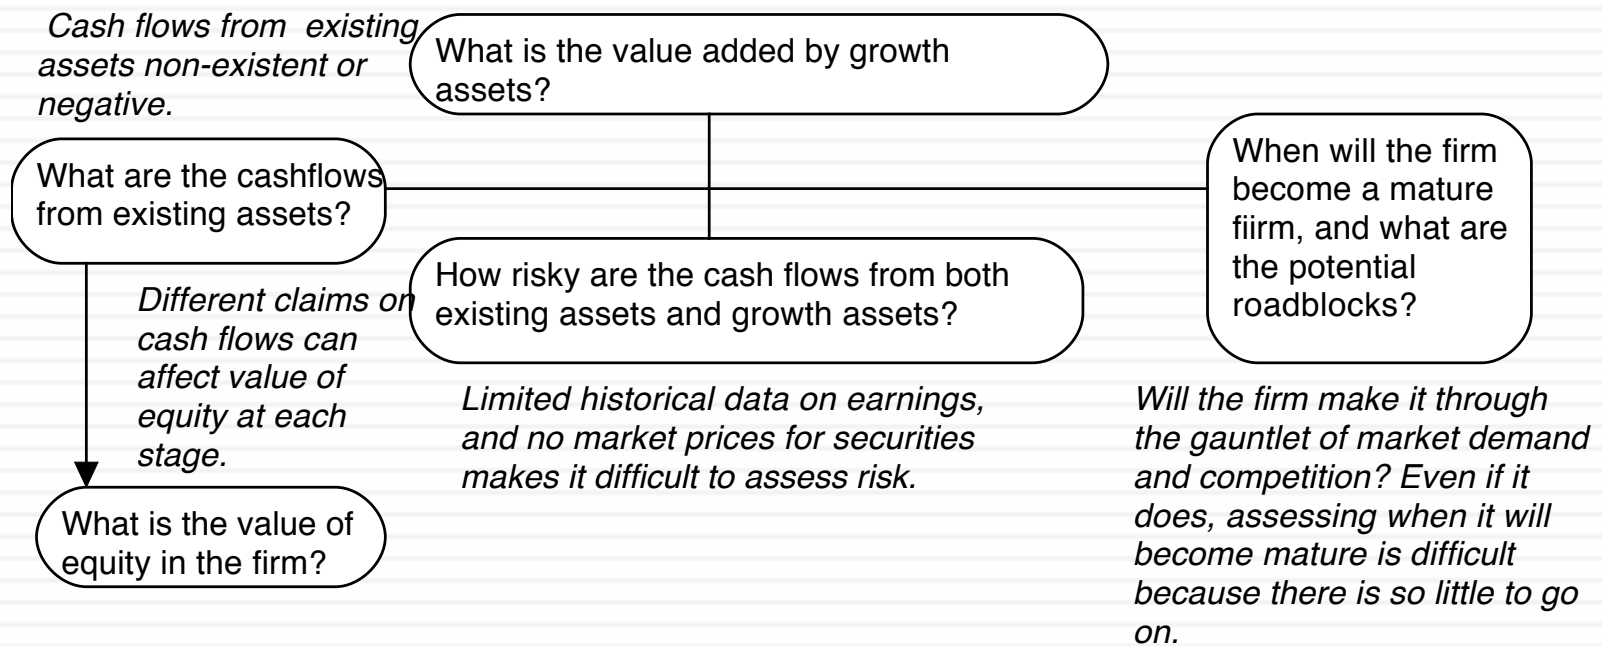 Cash flows from  existing
assets non-existent or
negative.
What is the value added by growth
assets?
What are the cashflows
from existing assets?
When will the firm
become a mature
fiirm, and what are
the potential
roadblocks?
How risky are the cash flows from both
existing assets and growth assets?
Different claims on
cash flows can
affect value of
equity at each
stage.
Limited historical data on earnings,
and no market prices for securities
makes it difficult to assess risk.
Will the firm make it through
the gauntlet of market demand
and competition? Even if it
does, assessing when it will
become mature is difficult
because there is so little to go
on.
What is the value of
equity in the firm?